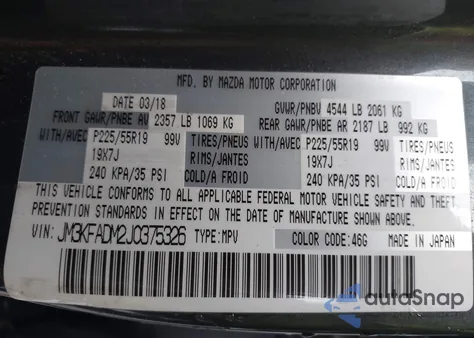 MFD. BY MAZDA MOTOR CORPORATION
DATE 03/18 GVWR/PNBV 4544 LB 2061 KG
FRONT GAWR/PNBE AV 2357 LB 1069 KG REAR GAWR/PNBE AR 2187 LB 992 KG
WITH/AVEC P225/55R19 99V TIRES/PNEUS WITH/AVEC P225/55R19 99V TIRES/PNEUS
19X7J RIMS/JANTES 19X7J RIMS/JANTES
240 KPA/35 PSI COLD/A FROID 240 KPA/35 PSI COLD/A FROID
THIS VEHICLE CONFORMS TO ALL APPLICABLE FEDERAL MOTOR VEHICLE SAFETY AND THEFT
PREVENTION STANDARDS IN EFFECT ON THE DATE OF MANUFACTURE SHOWN ABOVE.
VIN: JM3KFADM2J0375326 TYPE:MPV COLOR CODE:46G MADE IN JAPAN
autoSnap